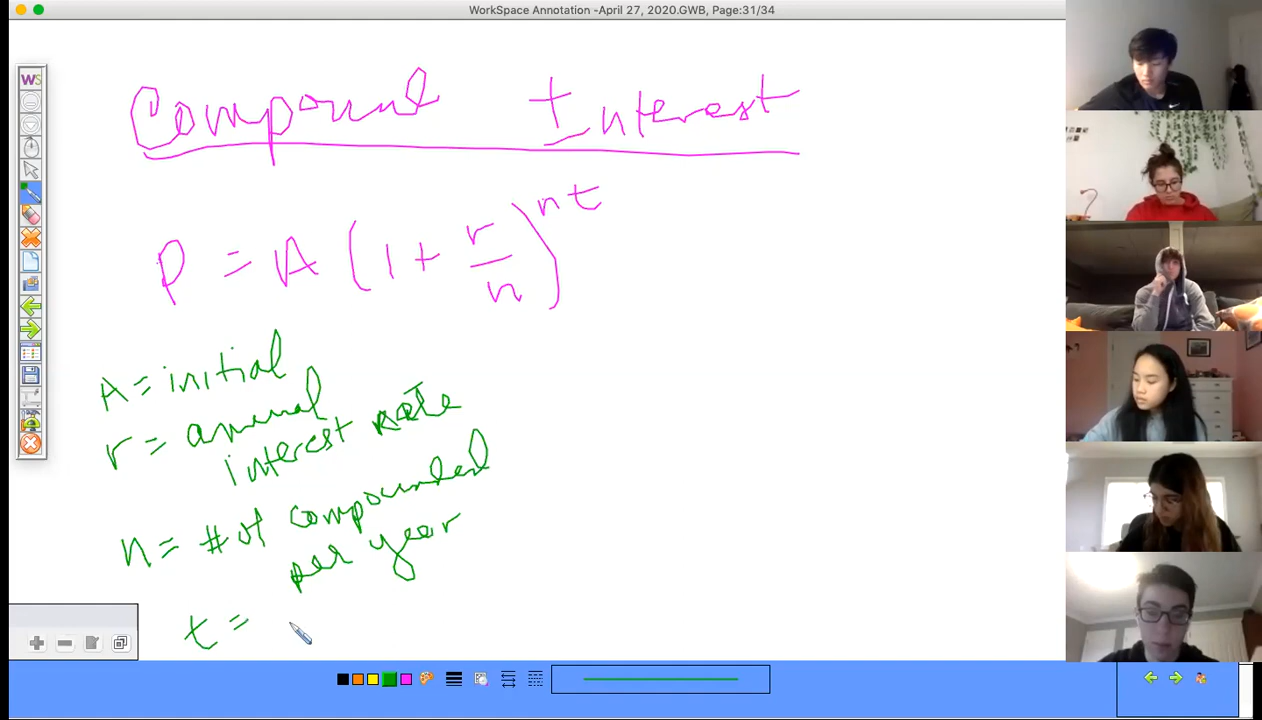 WorkSpace Annotation -April 27, 2020.GWB, Page:31/34
WS
Compound Interest
P = A (1 + r/n)^nt
A = initial
r = annual
interest rate
n = # of compounded
per year
t =